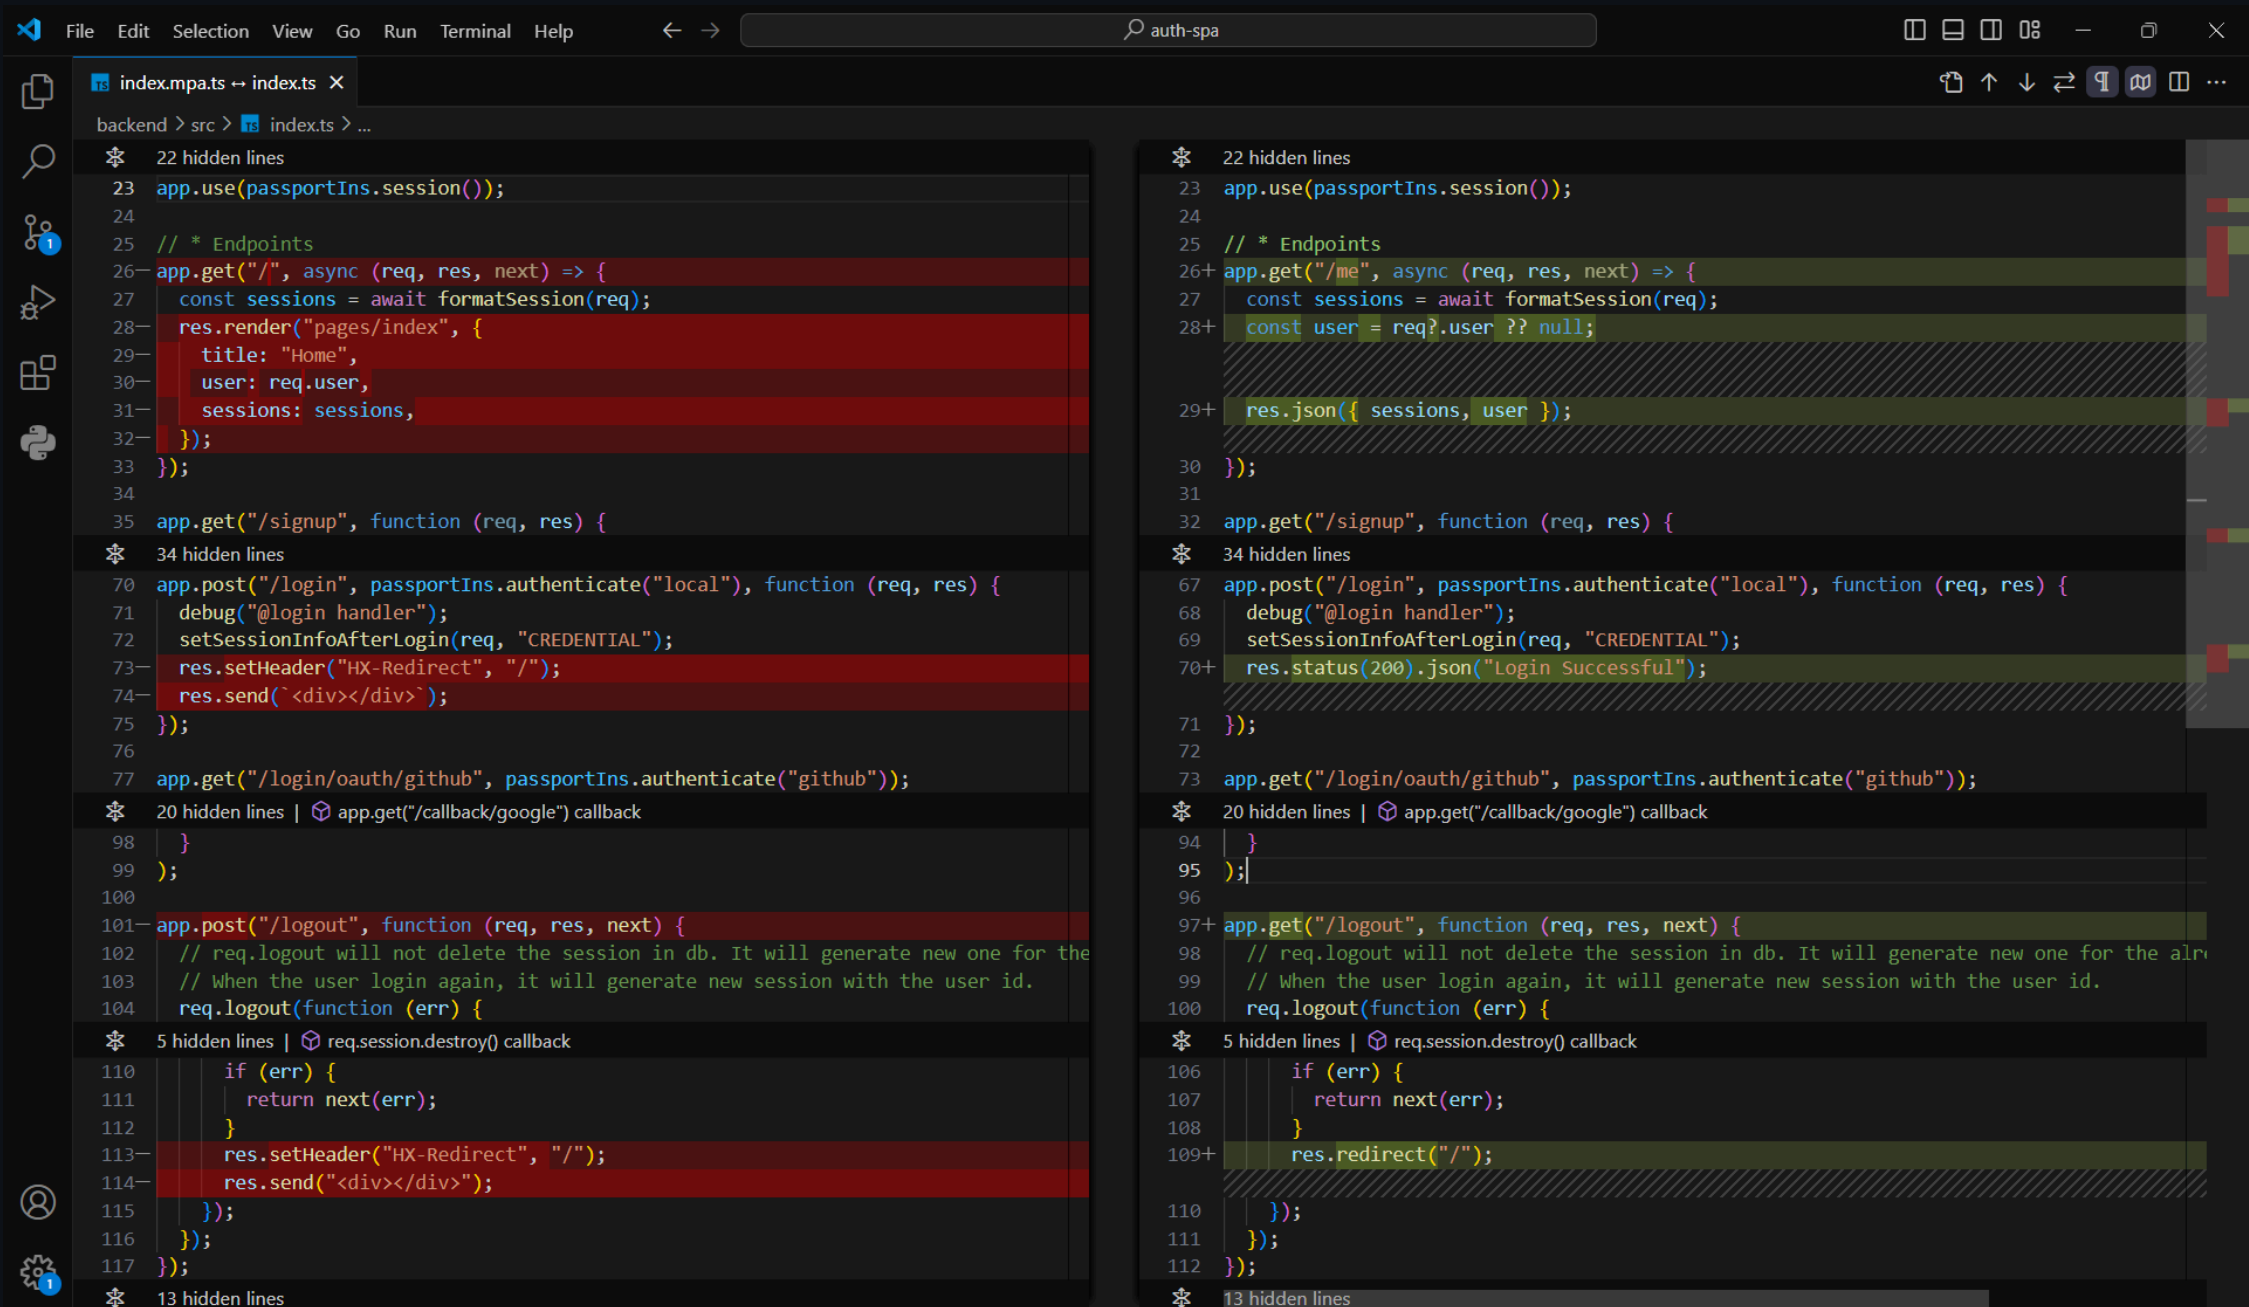 File Edit Selection View Go Run Terminal Help
auth-spa
index.mpa.ts ↔ index.ts
backend > src > TS index.ts > ...
22 hidden lines
23 app.use(passportIns.session());
24
25 // * Endpoints
26— app.get("/", async (req, res, next) => {
27 const sessions = await formatSession(req);
28— res.render("pages/index", {
29— title: "Home",
30— user: req.user,
31— sessions: sessions,
32— });
33 });
34
35 app.get("/signup", function (req, res) {
34 hidden lines
70 app.post("/login", passportIns.authenticate("local"), function (req, res) {
71 debug("@login handler");
72 setSessionInfoAfterLogin(req, "CREDENTIAL");
73— res.setHeader("HX-Redirect", "/");
74— res.send(`<div></div>`);
75 });
76
77 app.get("/login/oauth/github", passportIns.authenticate("github"));
20 hidden lines | app.get("/callback/google") callback
98 }
99 );
100
101— app.post("/logout", function (req, res, next) {
102 // req.logout will not delete the session in db. It will generate new one for the
103 // When the user login again, it will generate new session with the user id.
104 req.logout(function (err) {
5 hidden lines | req.session.destroy() callback
110 if (err) {
111 return next(err);
112 }
113— res.setHeader("HX-Redirect", "/");
114— res.send("<div></div>");
115 });
116 });
117 });
13 hidden lines
22 hidden lines
23 app.use(passportIns.session());
24
25 // * Endpoints
26+ app.get("/me", async (req, res, next) => {
27 const sessions = await formatSession(req);
28+ const user = req?.user ?? null;
29+ res.json({ sessions, user });
30 });
31
32 app.get("/signup", function (req, res) {
34 hidden lines
67 app.post("/login", passportIns.authenticate("local"), function (req, res) {
68 debug("@login handler");
69 setSessionInfoAfterLogin(req, "CREDENTIAL");
70+ res.status(200).json("Login Successful");
71 });
72
73 app.get("/login/oauth/github", passportIns.authenticate("github"));
20 hidden lines | app.get("/callback/google") callback
94 }
95 );
96
97+ app.get("/logout", function (req, res, next) {
98 // req.logout will not delete the session in db. It will generate new one for the alr
99 // When the user login again, it will generate new session with the user id.
100 req.logout(function (err) {
5 hidden lines | req.session.destroy() callback
106 if (err) {
107 return next(err);
108 }
109+ res.redirect("/");
110 });
111 });
112 });
13 hidden lines
1
1